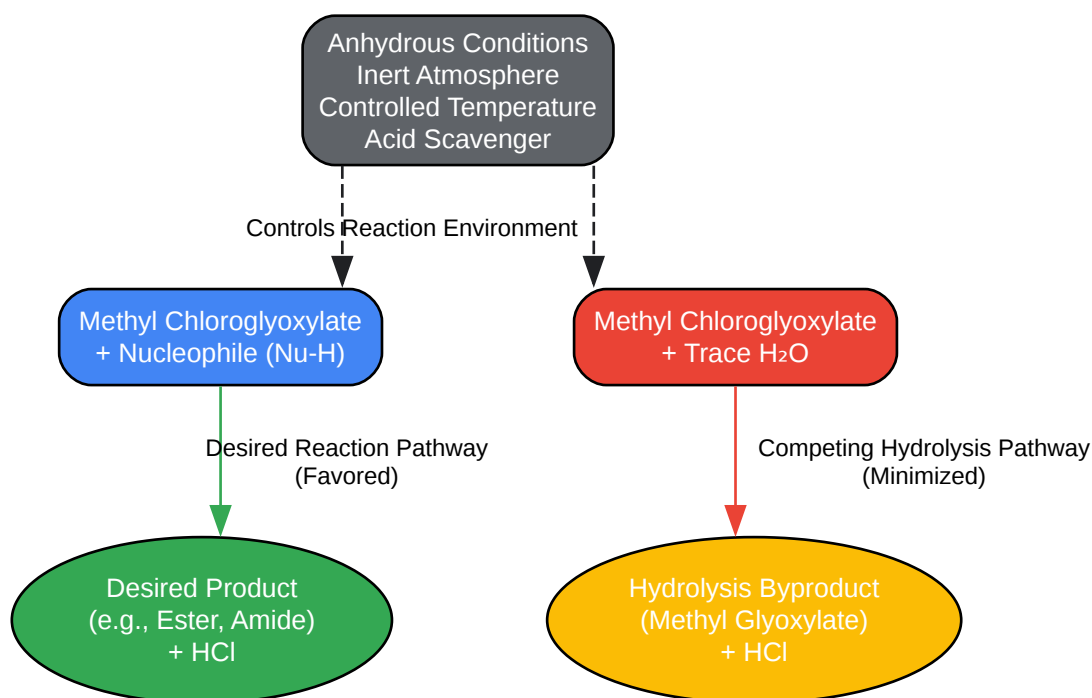 Anhydrous Conditions
Inert Atmosphere
Controlled Temperature
Acid Scavenger
Controls Reaction Environment
Methyl Chloroglyoxylate
+ Nucleophile (Nu-H)
Methyl Chloroglyoxylate
+ Trace H₂O
Desired Reaction Pathway
(Favored)
Competing Hydrolysis Pathway
(Minimized)
Desired Product
(e.g., Ester, Amide)
+ HCl
Hydrolysis Byproduct
(Methyl Glyoxylate)
+ HCl